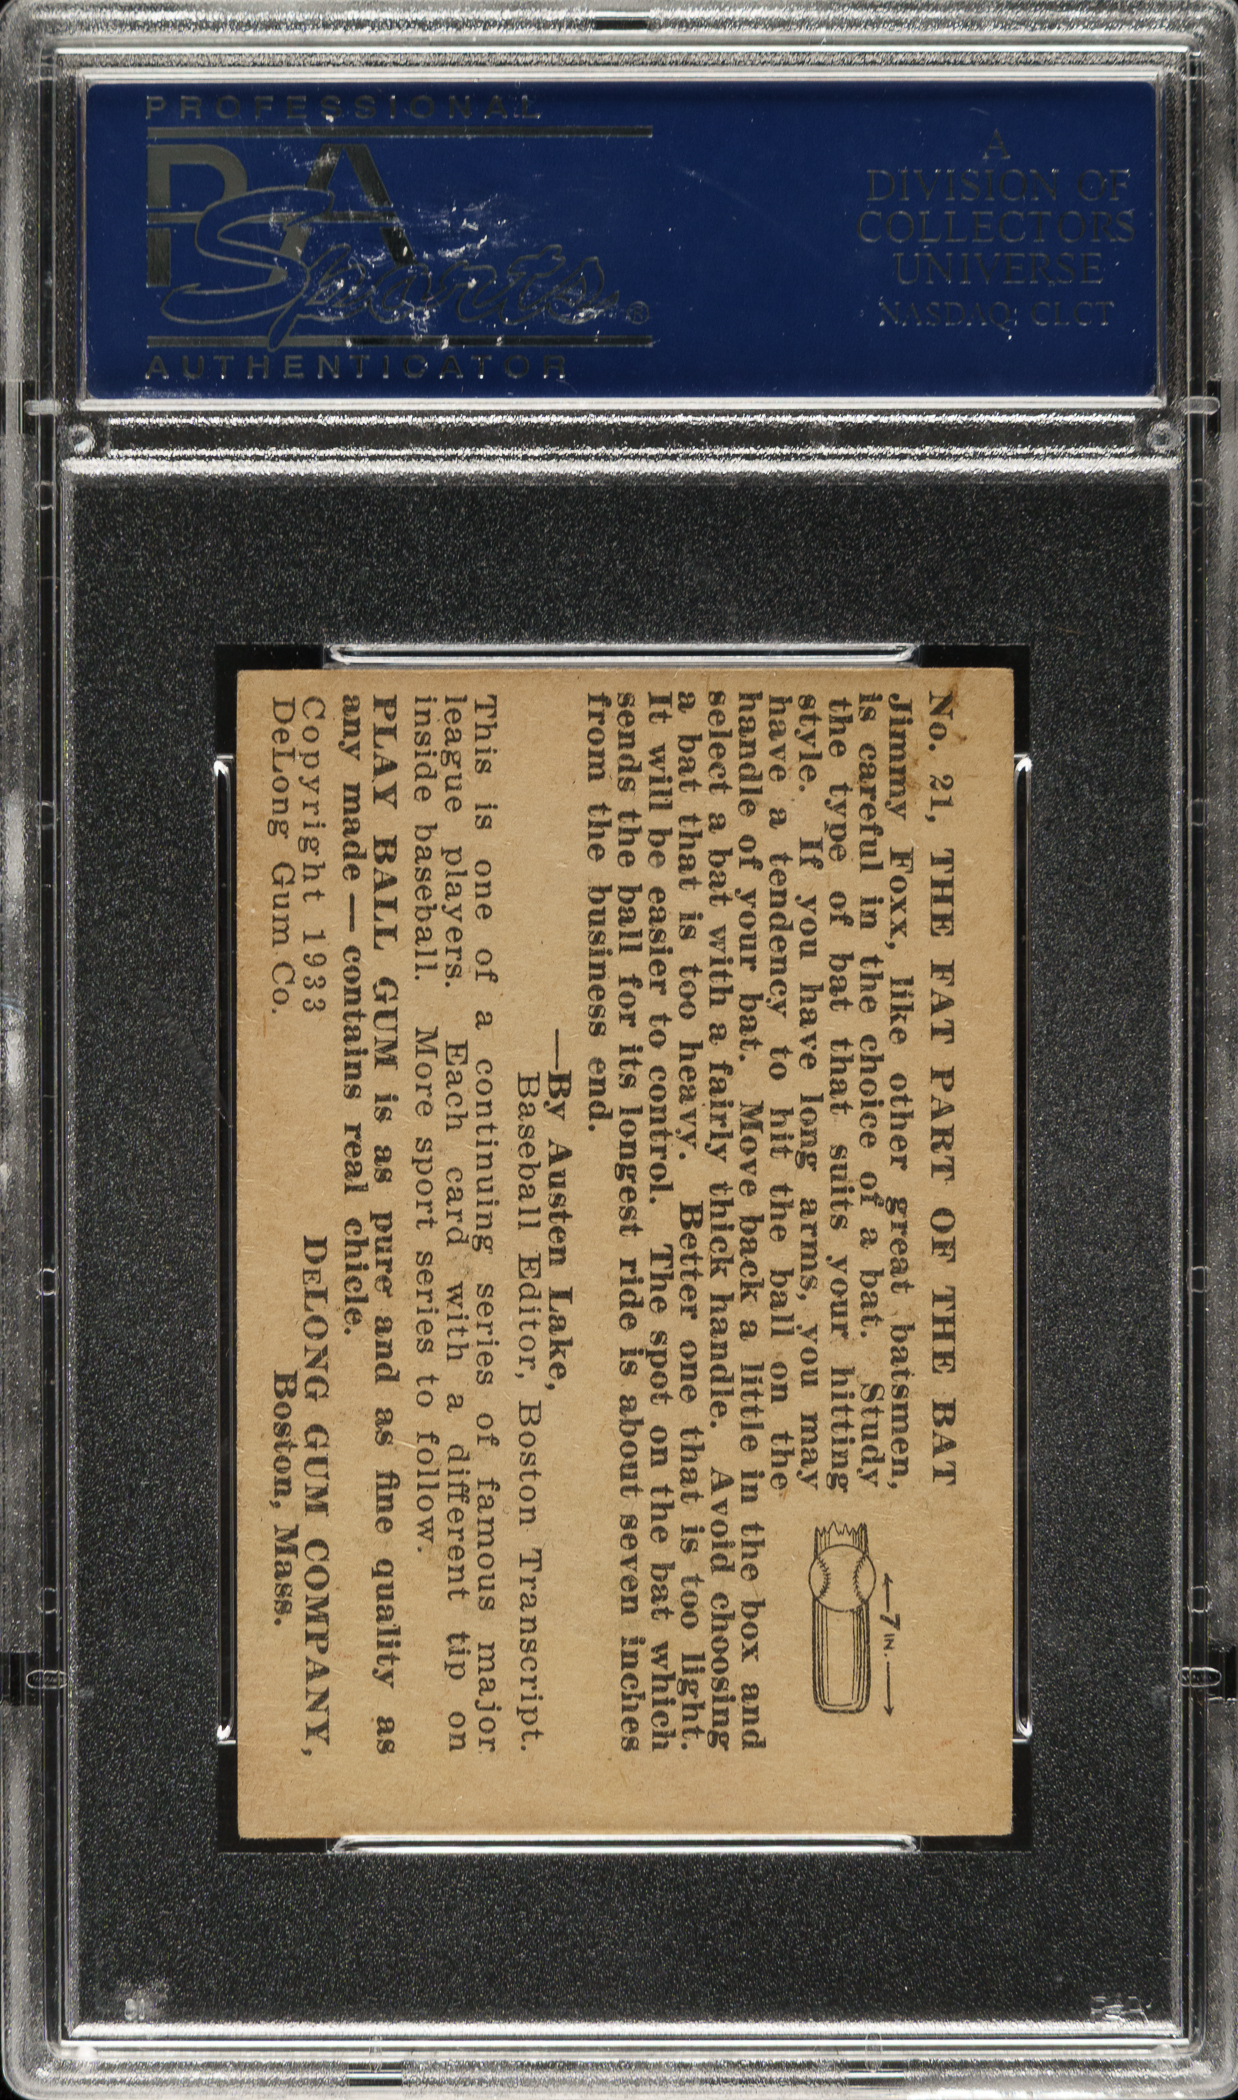 PROFESSIONAL
PSA
Sports®
AUTHENTICATOR
A
DIVISION OF
COLLECTORS
UNIVERSE
NASDAQ: CLCT
No. 21, THE FAT PART OF THE BAT
Jimmy Foxx, like other great batsmen,
is careful in the choice of a bat. Study
the type of bat that suits your hitting
style. If you have long arms, you may
have a tendency to hit the ball on the
handle of your bat. Move back a little in the box and
select a bat with a fairly thick handle. Avoid choosing
a bat that is too heavy. Better one that is too light.
It will be easier to control. The spot on the bat which
sends the ball for its longest ride is about seven inches
from the business end.
7 IN.
—By Austen Lake,
Baseball Editor, Boston Transcript.
This is one of a continuing series of famous major
league players. Each card with a different tip on
inside baseball. More sport series to follow.
PLAY BALL GUM is as pure and as fine quality as
any made — contains real chicle.
Copyright 1933
DeLong Gum Co.
DeLONG GUM COMPANY,
Boston, Mass.
PSA